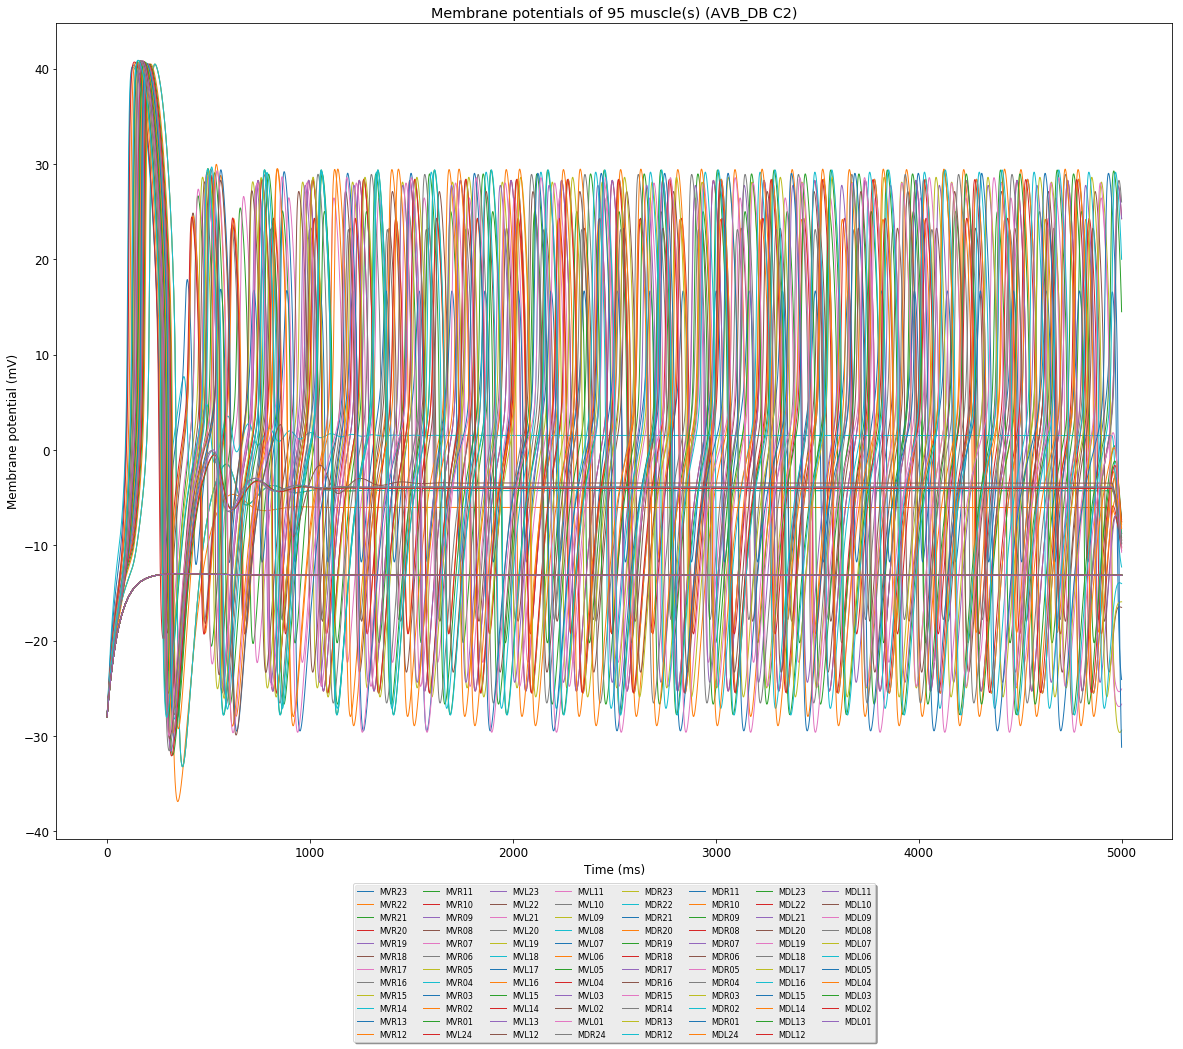 Membrane potentials of 95 muscle(s) (AVB_DB C2)
Membrane potential (mV)
40
30
20
10
0
−10
−20
−30
−40
0 1000 2000 3000 4000 5000
Time (ms)
MVR23 MVR11 MVL23 MVL11 MDR23 MDR11 MDL23 MDL11
MVR22 MVR10 MVL22 MVL10 MDR22 MDR10 MDL22 MDL10
MVR21 MVR09 MVL21 MVL09 MDR21 MDR09 MDL21 MDL09
MVR20 MVR08 MVL20 MVL08 MDR20 MDR08 MDL20 MDL08
MVR19 MVR07 MVL19 MVL07 MDR19 MDR07 MDL19 MDL07
MVR18 MVR06 MVL18 MVL06 MDR18 MDR06 MDL18 MDL06
MVR17 MVR05 MVL17 MVL05 MDR17 MDR05 MDL17 MDL05
MVR16 MVR04 MVL16 MVL04 MDR16 MDR04 MDL16 MDL04
MVR15 MVR03 MVL15 MVL03 MDR15 MDR03 MDL15 MDL03
MVR14 MVR02 MVL14 MVL02 MDR14 MDR02 MDL14 MDL02
MVR13 MVR01 MVL13 MVL01 MDR13 MDR01 MDL13 MDL01
MVR12 MVL24 MVL12 MDR24 MDR12 MDL24 MDL12